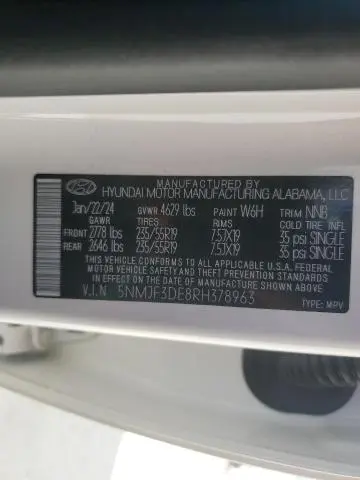 MANUFACTURED BY
HYUNDAI MOTOR MANUFACTURING ALABAMA, LLC
Jan/22/24 GVWR 4629 lbs PAINT W6H TRIM NNB
GAWR TIRES RIMS COLD TIRE INFL
FRONT 2778 lbs 235/55R19 7.5JX19 35 psi SINGLE
REAR 2646 lbs 235/55R19 7.5JX19 35 psi SINGLE
THIS VEHICLE CONFORMS TO ALL APPLICABLE U.S.A. FEDERAL
MOTOR VEHICLE SAFETY, BUMPER, AND THEFT PREVENTION STANDARDS
IN EFFECT ON THE DATE OF MANUFACTURE SHOWN ABOVE.
V.I.N 5NMJF3DE8RH378963
TYPE: MPV